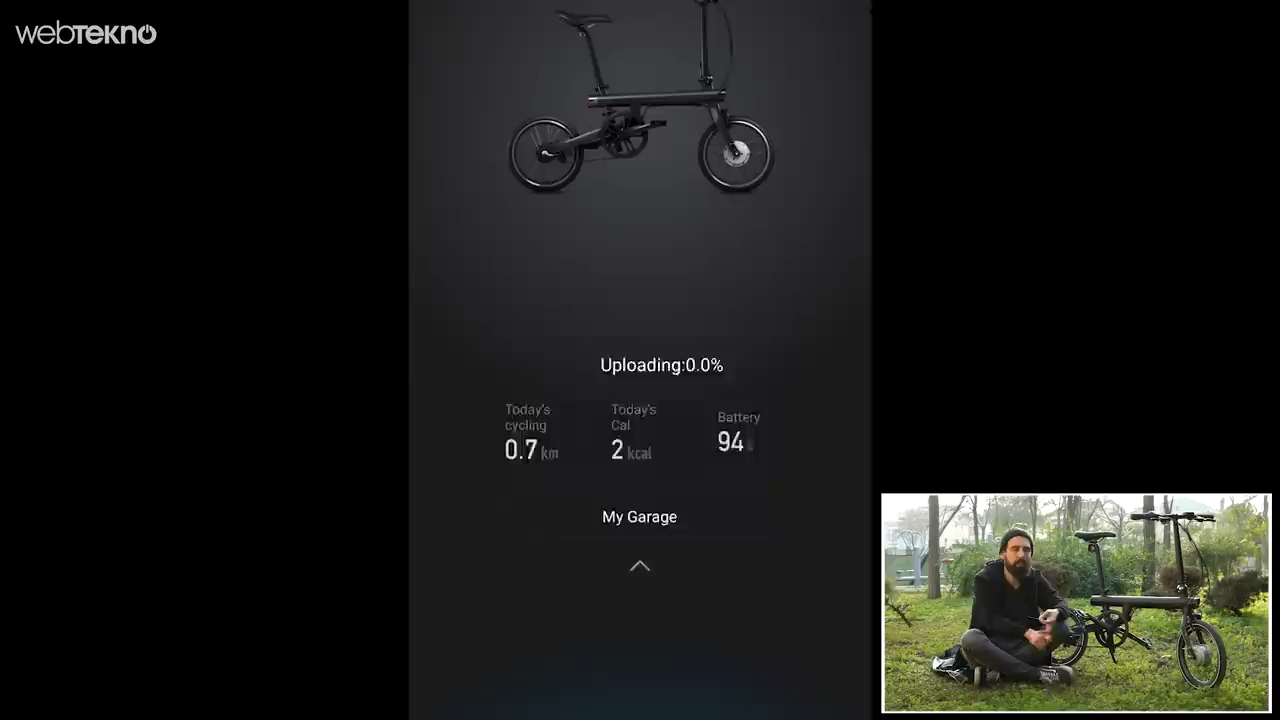 webTEKNO
Uploading:0.0%
Today's
cycling
0.7 km
Today's
Cal
2 kcal
Battery
94
My Garage